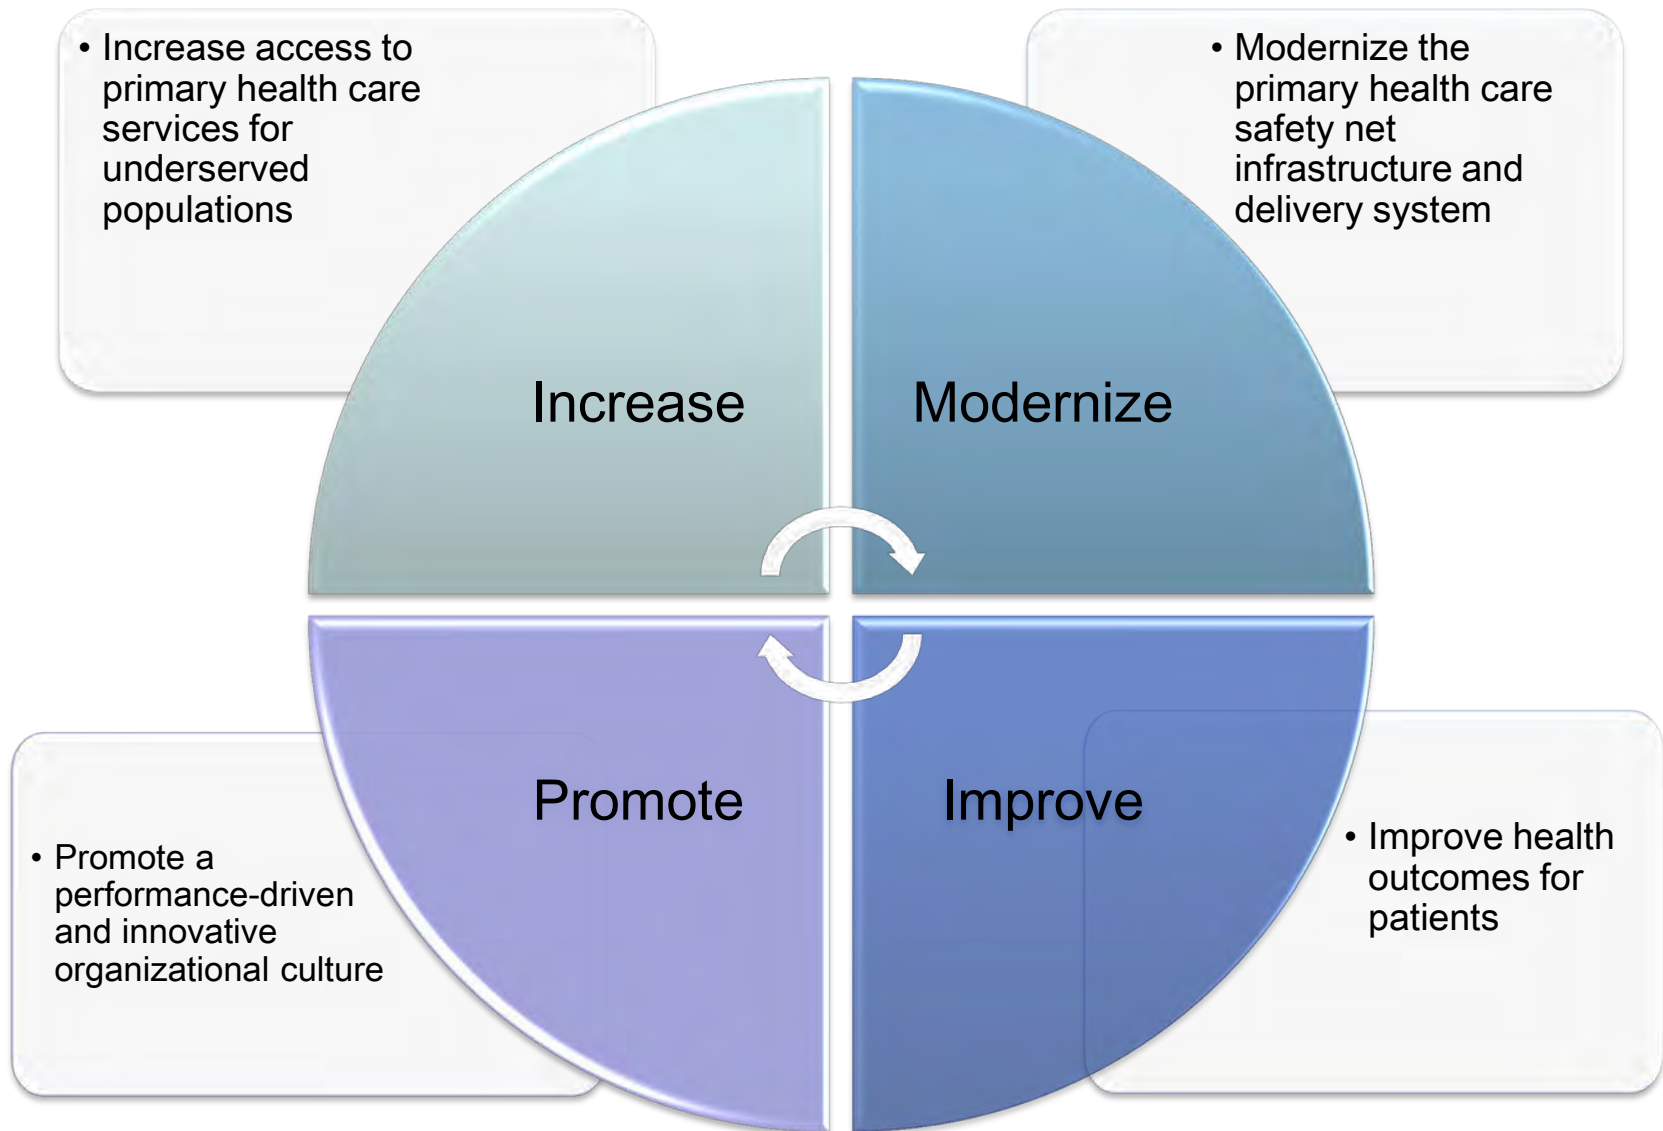 • Increase access to
primary health care
services for
underserved
populations
• Modernize the
primary health care
safety net
infrastructure and
delivery system
Increase
Modernize
Promote
Improve
• Promote a
performance-driven
and innovative
organizational culture
• Improve health
outcomes for
patients